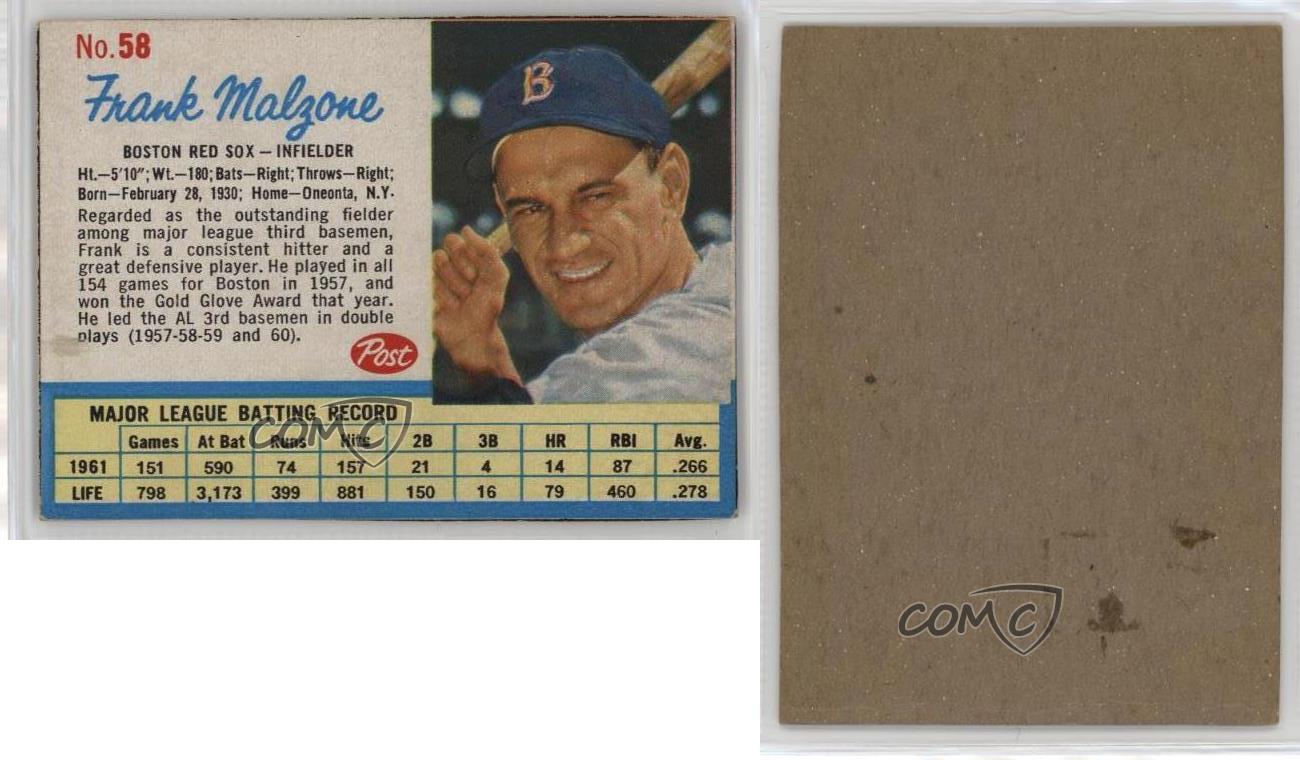 No.58
Frank Malzone
BOSTON RED SOX – INFIELDER
Ht.–5'10"; Wt.–180; Bats–Right; Throws–Right;
Born–February 28, 1930; Home–Oneonta, N.Y.
Regarded as the outstanding fielder
among major league third basemen,
Frank is a consistent hitter and a
great defensive player. He played in all
154 games for Boston in 1957, and
won the Gold Glove Award that year.
He led the AL 3rd basemen in double
plays (1957-58-59 and 60).
Post
B
MAJOR LEAGUE BATTING RECORD
Games At Bat Runs Hits 2B 3B HR RBI Avg.
1961 151 590 74 157 21 4 14 87 .266
LIFE 798 3,173 399 881 150 16 79 460 .278
COMC
COMC